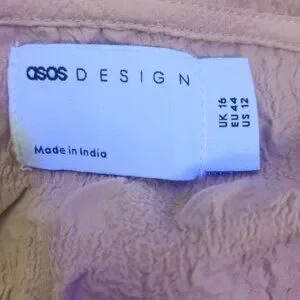 asos DESIGN
Made in India
UK 16
EU 44
US 12